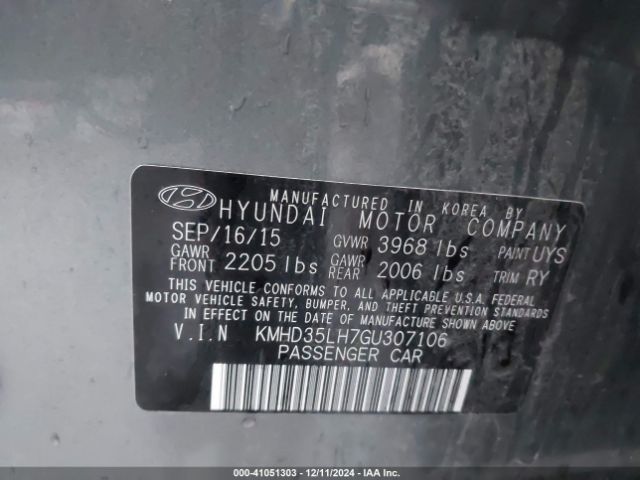 MANUFACTURED IN KOREA BY
HYUNDAI MOTOR COMPANY
SEP/16/15 GVWR 3968 lbs PAINT UYS
GAWR FRONT 2205 lbs GAWR REAR 2006 lbs TRIM RY
THIS VEHICLE CONFORMS TO ALL APPLICABLE U.S.A. FEDERAL
MOTOR VEHICLE SAFETY, BUMPER, AND THEFT PREVENTION STANDARDS
IN EFFECT ON THE DATE OF MANUFACTURE SHOWN ABOVE.
V.I.N KMHD35LH7GU307106
PASSENGER CAR
000-41051303 - 12/11/2024 - IAA Inc.